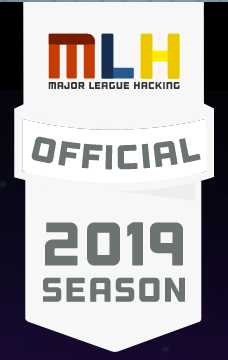 MLH
MAJOR LEAGUE HACKING
OFFICIAL
2019
SEASON